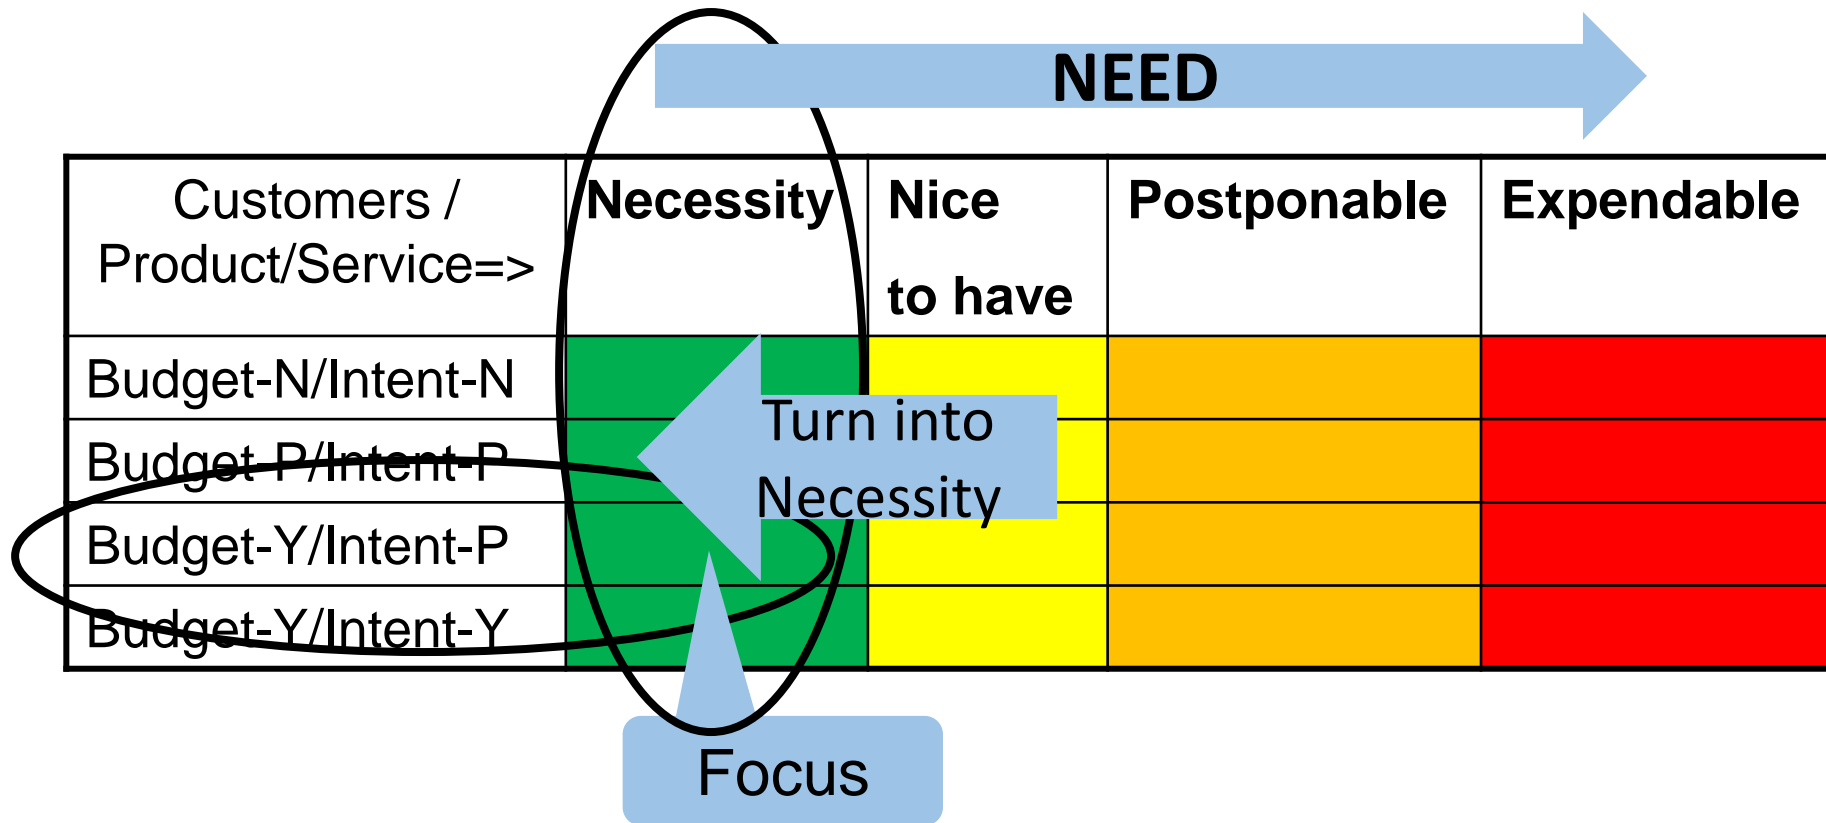 NEED
Customers /
Product/Service=>
Necessity
Nice
to have
Postponable
Expendable
Budget-N/Intent-N
Budget-P/Intent-P
Budget-Y/Intent-P
Budget-Y/Intent-Y
Turn into
Necessity
Focus